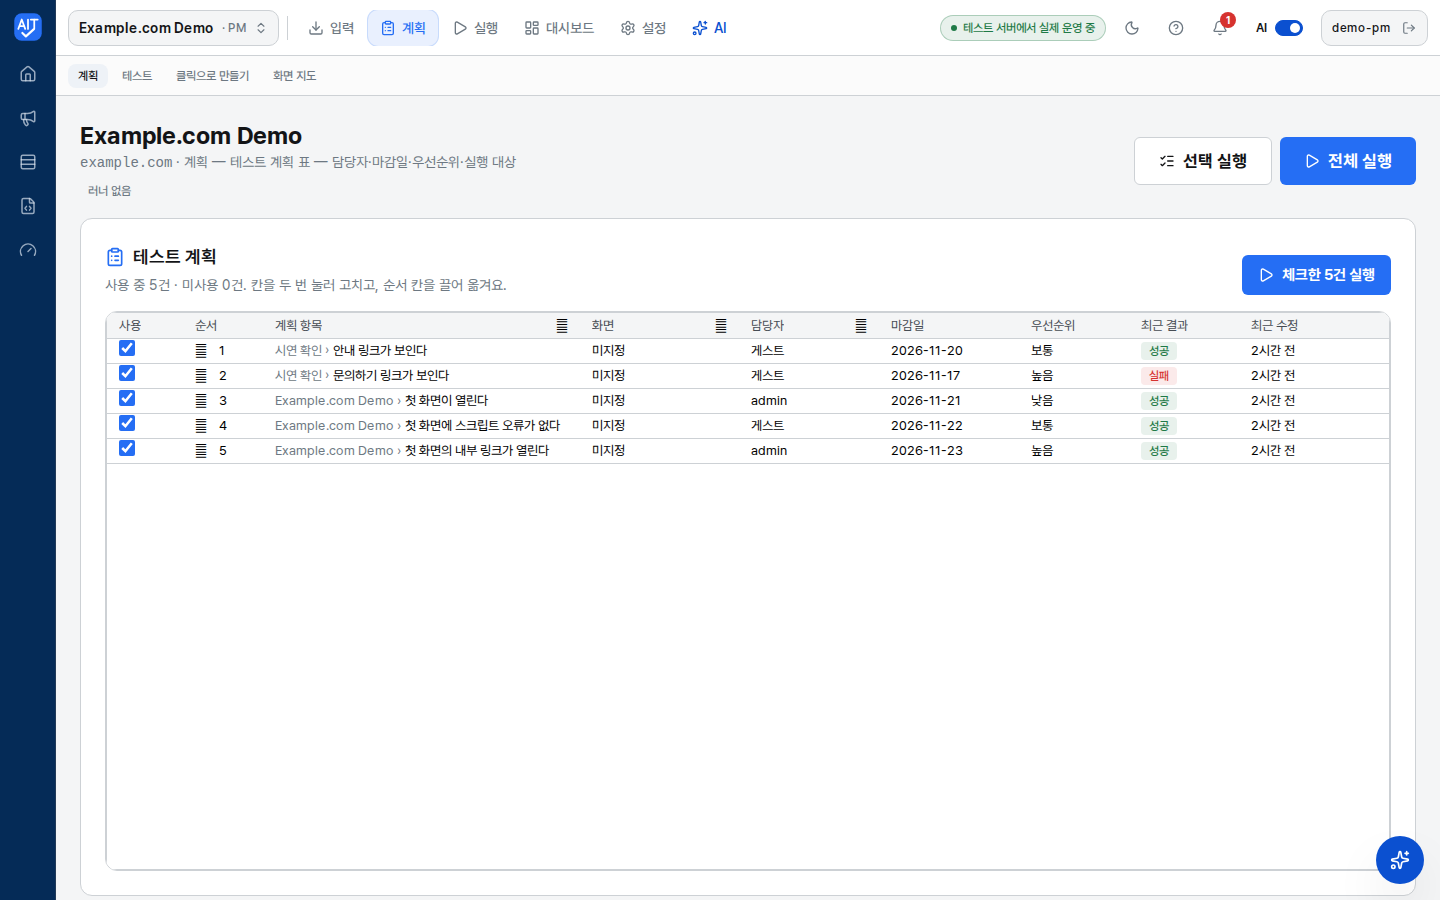 AIT
Example.com Demo · PM
입력
계획
실행
대시보드
설정
AI
테스트 서버에서 실제 운영 중
1
AI
demo-pm
계획
테스트
클릭으로 만들기
화면 지도
Example.com Demo
example.com · 계획 — 테스트 계획 표 — 담당자·마감일·우선순위·실행 대상
러너 없음
선택 실행
전체 실행
테스트 계획
사용 중 5건 · 미사용 0건. 칸을 두 번 눌러 고치고, 순서 칸을 끌어 옮겨요.
체크한 5건 실행
사용 순서 계획 항목 화면 담당자 마감일 우선순위 최근 결과 최근 수정
1 시연 확인 › 안내 링크가 보인다 미지정 게스트 2026-11-20 보통 성공 2시간 전
2 시연 확인 › 문의하기 링크가 보인다 미지정 게스트 2026-11-17 높음 실패 2시간 전
3 Example.com Demo › 첫 화면이 열린다 미지정 admin 2026-11-21 낮음 성공 2시간 전
4 Example.com Demo › 첫 화면에 스크립트 오류가 없다 미지정 게스트 2026-11-22 보통 성공 2시간 전
5 Example.com Demo › 첫 화면의 내부 링크가 열린다 미지정 admin 2026-11-23 높음 성공 2시간 전